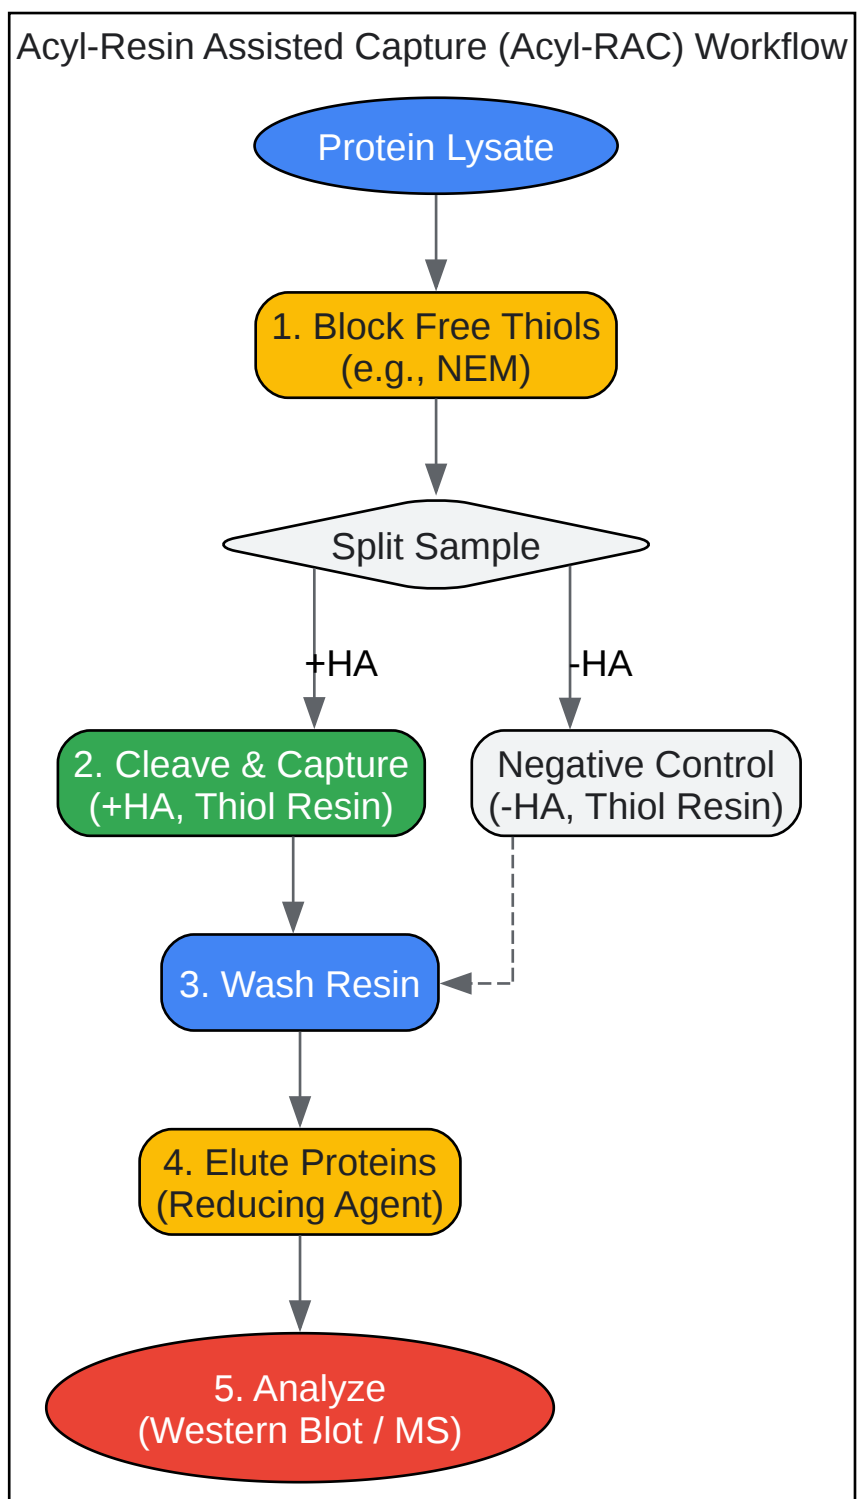 Acyl-Resin Assisted Capture (Acyl-RAC) Workflow
Protein Lysate
1. Block Free Thiols
(e.g., NEM)
Split Sample
+HA
-HA
2. Cleave & Capture
(+HA, Thiol Resin)
Negative Control
(-HA, Thiol Resin)
3. Wash Resin
4. Elute Proteins
(Reducing Agent)
5. Analyze
(Western Blot / MS)